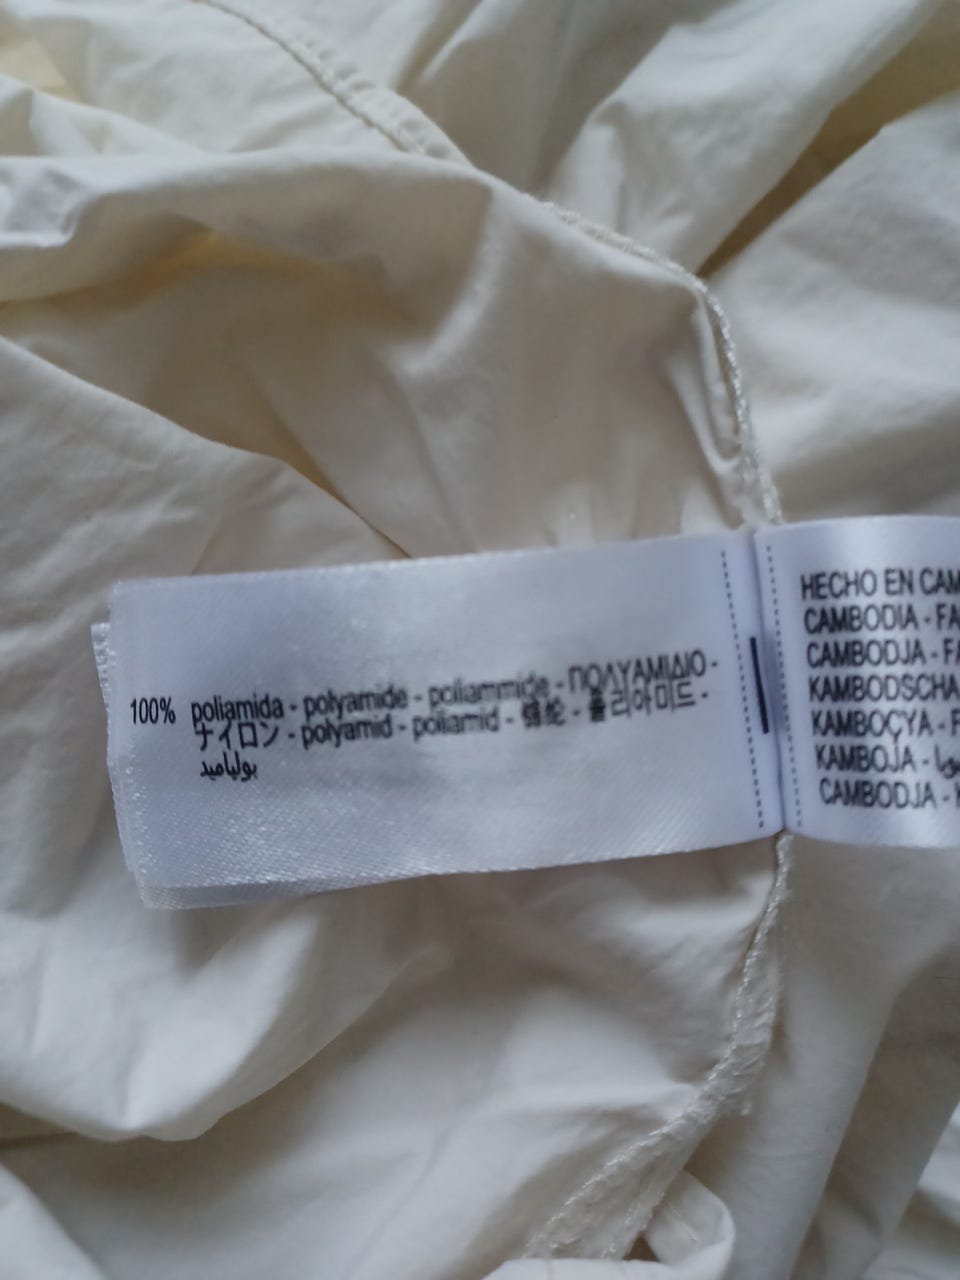 100% poliamida - polyamide - poliammide - ΠΟΛΥΑΜΙΔΙΟ -
ナイロン - polyamid - poliamid - 锦纶 - 폴리아미드 -
بولياميد
HECHO EN CAM
CAMBODIA - FA
CAMBODJA - FA
KAMBODSCHA
KAMBOÇYA - F
KAMBOJA -
CAMBODJA - K